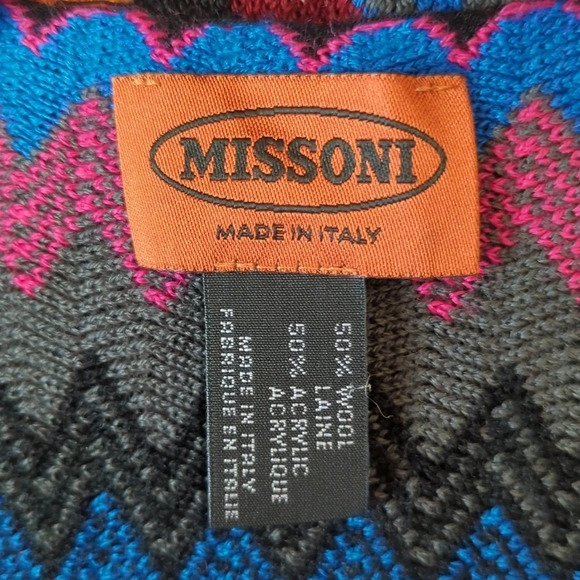 MISSONI
MADE IN ITALY
50% WOOL
LAINE
50% ACRYLIC
ACRYLIQUE
MADE IN ITALY
FABRIQUE EN ITALIE